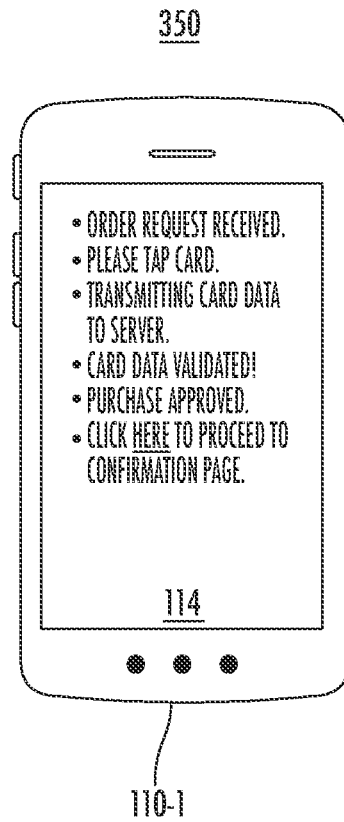 350
• ORDER REQUEST RECEIVED.
• PLEASE TAP CARD.
• TRANSMITTING CARD DATA
TO SERVER.
• CARD DATA VALIDATED!
• PURCHASE APPROVED.
• CLICK HERE TO PROCEED TO
CONFIRMATION PAGE.
114
110-1